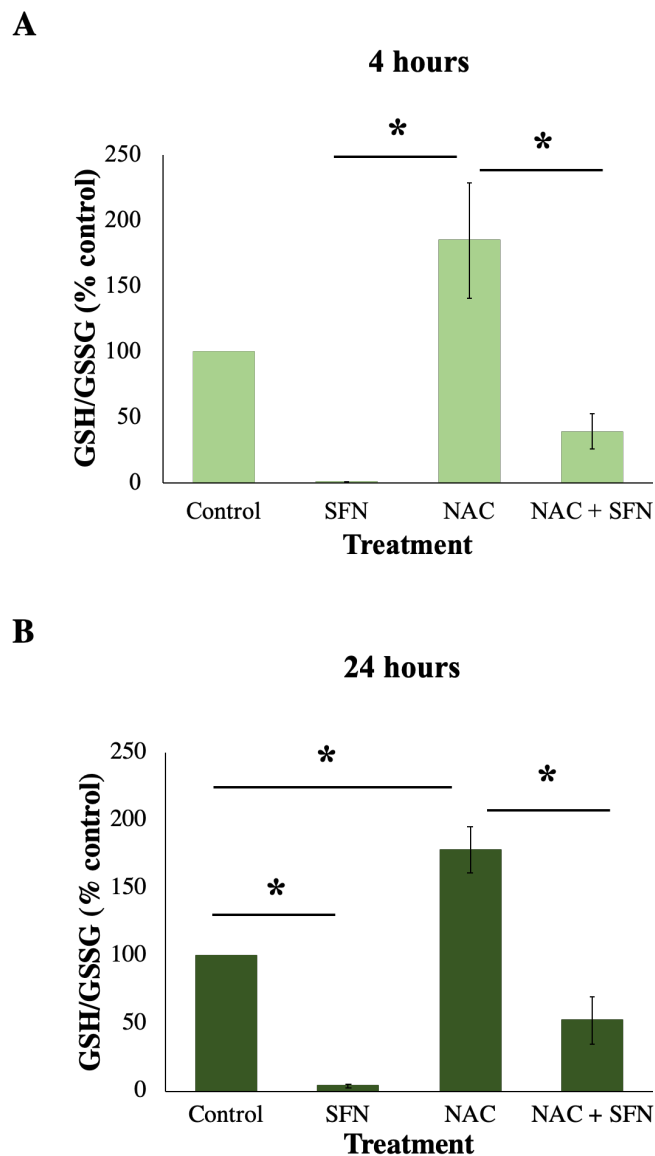 A
4 hours
* *
250
200
150
100
50
0
GSH/GSSG (% control)
Control SFN NAC NAC + SFN
Treatment
B
24 hours
*
*
*
250
200
150
100
50
0
GSH/GSSG (% control)
Control SFN NAC NAC + SFN
Treatment